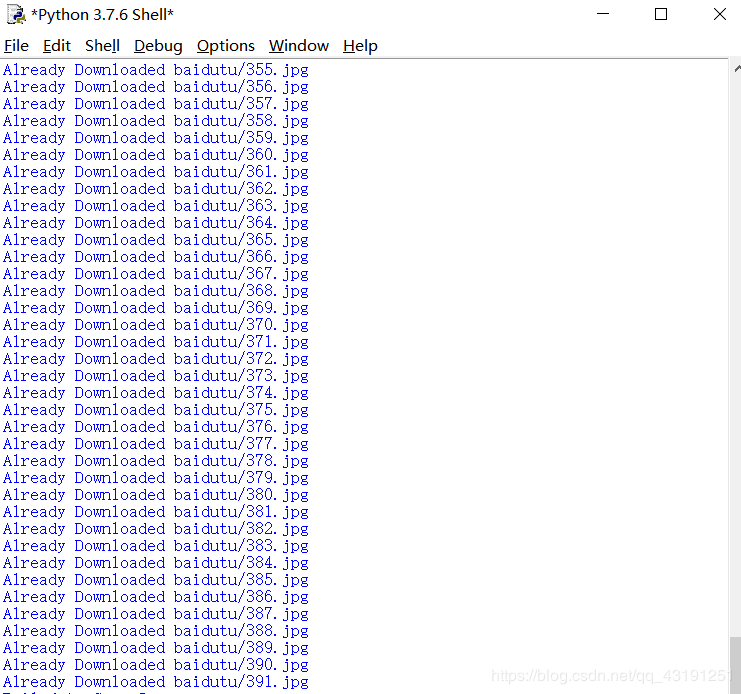 *Python 3.7.6 Shell*
File Edit Shell Debug Options Window Help
Already Downloaded baidutu/355.jpg
Already Downloaded baidutu/356.jpg
Already Downloaded baidutu/357.jpg
Already Downloaded baidutu/358.jpg
Already Downloaded baidutu/359.jpg
Already Downloaded baidutu/360.jpg
Already Downloaded baidutu/361.jpg
Already Downloaded baidutu/362.jpg
Already Downloaded baidutu/363.jpg
Already Downloaded baidutu/364.jpg
Already Downloaded baidutu/365.jpg
Already Downloaded baidutu/366.jpg
Already Downloaded baidutu/367.jpg
Already Downloaded baidutu/368.jpg
Already Downloaded baidutu/369.jpg
Already Downloaded baidutu/370.jpg
Already Downloaded baidutu/371.jpg
Already Downloaded baidutu/372.jpg
Already Downloaded baidutu/373.jpg
Already Downloaded baidutu/374.jpg
Already Downloaded baidutu/375.jpg
Already Downloaded baidutu/376.jpg
Already Downloaded baidutu/377.jpg
Already Downloaded baidutu/378.jpg
Already Downloaded baidutu/379.jpg
Already Downloaded baidutu/380.jpg
Already Downloaded baidutu/381.jpg
Already Downloaded baidutu/382.jpg
Already Downloaded baidutu/383.jpg
Already Downloaded baidutu/384.jpg
Already Downloaded baidutu/385.jpg
Already Downloaded baidutu/386.jpg
Already Downloaded baidutu/387.jpg
Already Downloaded baidutu/388.jpg
Already Downloaded baidutu/389.jpg
Already Downloaded baidutu/390.jpg
Already Downloaded baidutu/391.jpg